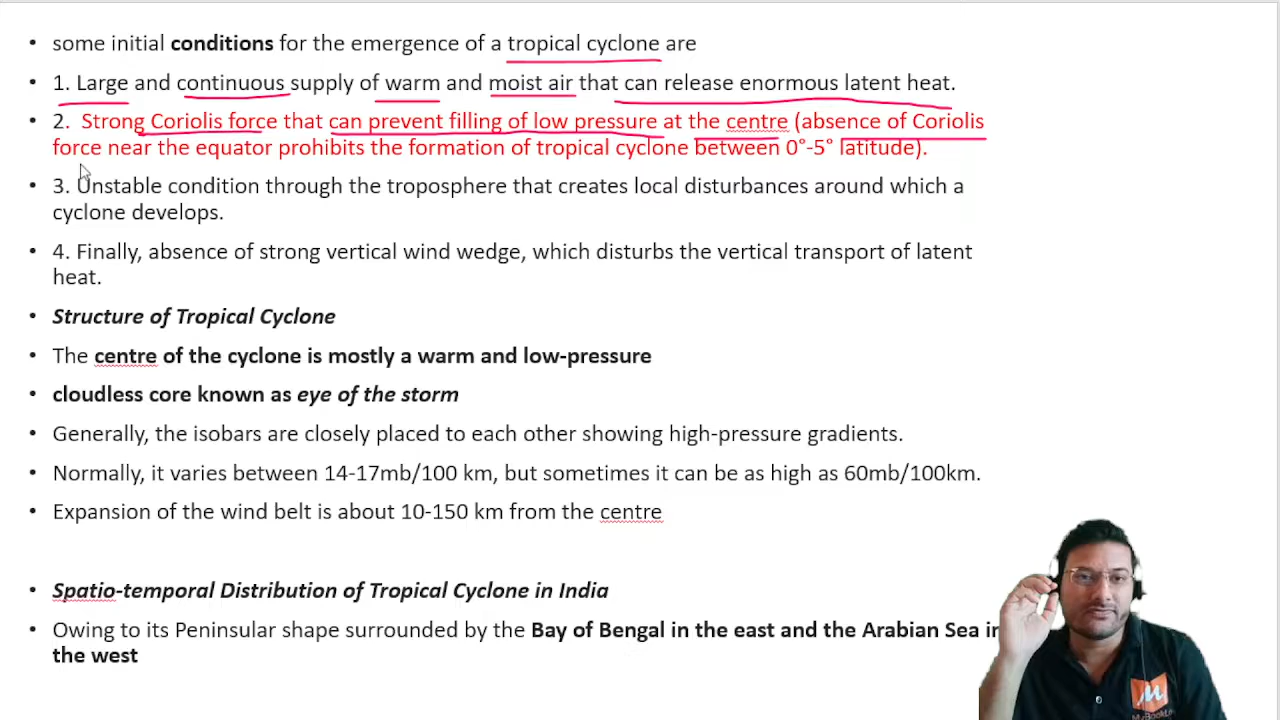 • some initial conditions for the emergence of a tropical cyclone are
• 1. Large and continuous supply of warm and moist air that can release enormous latent heat.
• 2. Strong Coriolis force that can prevent filling of low pressure at the centre (absence of Coriolis
force near the equator prohibits the formation of tropical cyclone between 0°-5° latitude).
• 3. Unstable condition through the troposphere that creates local disturbances around which a
cyclone develops.
• 4. Finally, absence of strong vertical wind wedge, which disturbs the vertical transport of latent
heat.
• Structure of Tropical Cyclone
• The centre of the cyclone is mostly a warm and low-pressure
• cloudless core known as eye of the storm
• Generally, the isobars are closely placed to each other showing high-pressure gradients.
• Normally, it varies between 14-17mb/100 km, but sometimes it can be as high as 60mb/100km.
• Expansion of the wind belt is about 10-150 km from the centre
• Spatio-temporal Distribution of Tropical Cyclone in India
• Owing to its Peninsular shape surrounded by the Bay of Bengal in the east and the Arabian Sea in
the west